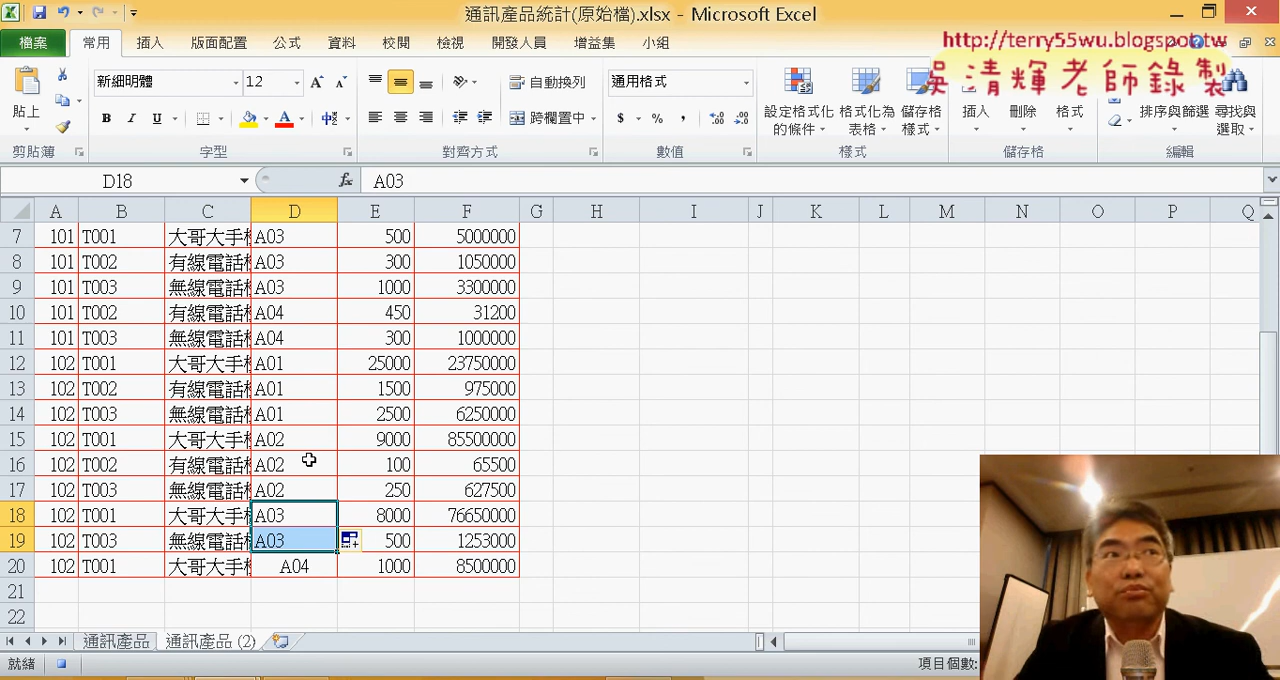 通訊產品統計(原始檔).xlsx - Microsoft Excel
http://terry55wu.blogspot.tw
吳清輝老師錄製
檔案 常用 插入 版面配置 公式 資料 校閱 檢視 開發人員 增益集 小組
新細明體 12 自動換列 通用格式
貼上 B I U A 跨欄置中 $ % , 設定格式化的條件 格式化為表格 儲存格樣式 插入 刪除 格式 排序與篩選 尋找與選取
剪貼簿 字型 對齊方式 數值 樣式 儲存格 編輯
D18 fx A03
A B C D E F G H I J K L M N O P Q
7 101 T001 大哥大手 A03 500 5000000
8 101 T002 有線電話 A03 300 1050000
9 101 T003 無線電話 A03 1000 3300000
10 101 T002 有線電話 A04 450 31200
11 101 T003 無線電話 A04 300 1000000
12 102 T001 大哥大手 A01 25000 23750000
13 102 T002 有線電話 A01 1500 975000
14 102 T003 無線電話 A01 2500 6250000
15 102 T001 大哥大手 A02 9000 85500000
16 102 T002 有線電話 A02 100 65500
17 102 T003 無線電話 A02 250 627500
18 102 T001 大哥大手 A03 8000 76650000
19 102 T003 無線電話 A03 500 1253000
20 102 T001 大哥大手 A04 1000 8500000
21
22
通訊產品 通訊產品 (2)
就緒 項目個數: